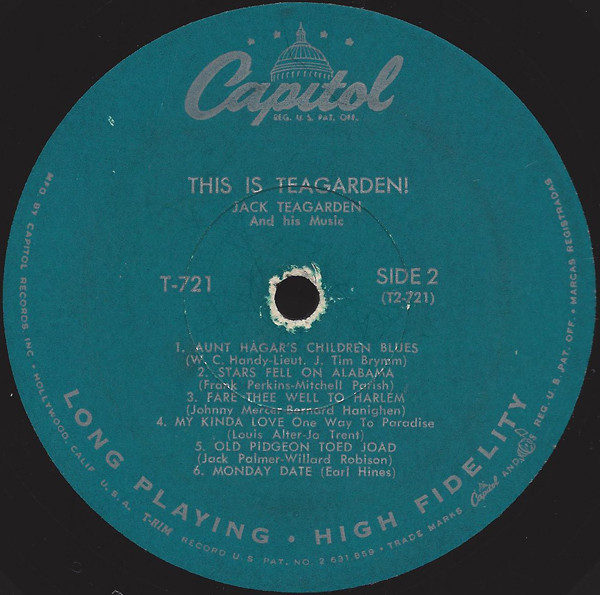 Capitol
REG. U. S. PAT. OFF.
THIS IS TEAGARDEN!
JACK TEAGARDEN
And his Music
T-721
SIDE 2
(T2-721)
1. AUNT HAGAR'S CHILDREN BLUES
(W. C. Handy-Lieut. J. Tim Brymm)
2. STARS FELL ON ALABAMA
(Frank Perkins-Mitchell Parish)
3. FARE THEE WELL TO HARLEM
(Johnny Mercer-Bernard Hanighen)
4. MY KINDA LOVE One Way To Paradise
(Louis Alter-Jo Trent)
5. OLD PIDGEON TOED JOAD
(Jack Palmer-Willard Robison)
6. MONDAY DATE (Earl Hines)
LONG PLAYING • HIGH FIDELITY
MFD. BY CAPITOL RECORDS, INC. • HOLLYWOOD, CALIF. U. S. A. T-RIM RECORD U S PAT. NO. 2 631,859 • TRADE MARKS Capitol AND REG. U S. PAT. OFF. • MARCAS REGISTRADAS